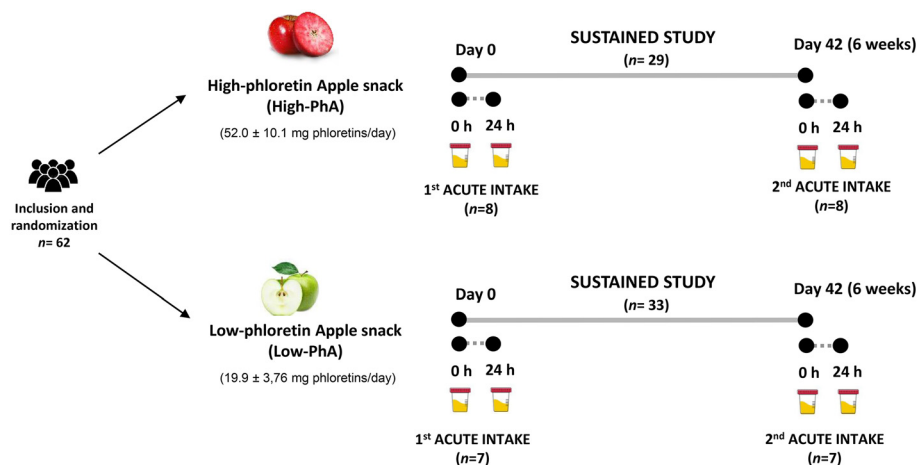 Inclusion and
randomization
n= 62
High-phloretin Apple snack
(High-PhA)
(52.0 ± 10.1 mg phloretins/day)
Day 0
SUSTAINED STUDY
(n= 29)
Day 42 (6 weeks)
0 h 24 h
1st ACUTE INTAKE
(n=8)
0 h 24 h
2nd ACUTE INTAKE
(n=8)
Low-phloretin Apple snack
(Low-PhA)
(19.9 ± 3,76 mg phloretins/day)
Day 0
SUSTAINED STUDY
(n= 33)
Day 42 (6 weeks)
0 h 24 h
1st ACUTE INTAKE
(n=7)
0 h 24 h
2nd ACUTE INTAKE
(n=7)